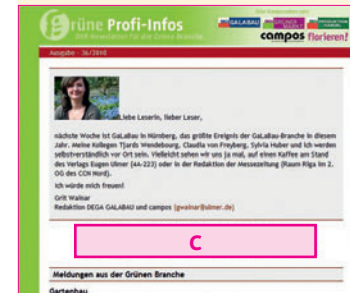 grüne Profi-Infos
DER Newsletter für die Grünen Branche
GALABAU
campos florieren!
Ausgabe - 36/2010
Liebe Leserin, lieber Leser,
nächste Woche ist GaLaBau in Nürnberg, das größte Ereignis der GaLaBau-Branche in diesem
Jahr. Meine Kollegen Tjards Wendebourg, Claudia von Freyberg, Sylvia Huber und ich werden
selbstverständlich vor Ort sein. Vielleicht sehen wir uns ja mal, auf einen Kaffee am Stand
des Verlags Eugen Ulmer (4A-223) oder in der Redaktion der Messezeitung (Raum Riga im 2.
OG des CCN Nord).
Ich würde mich freuen!
Grit Wainar
Redaktion DEGA GALABAU und campos (gwainar@ulmer.de)
C
Meldungen aus der Grünen Branche
Gartenbau